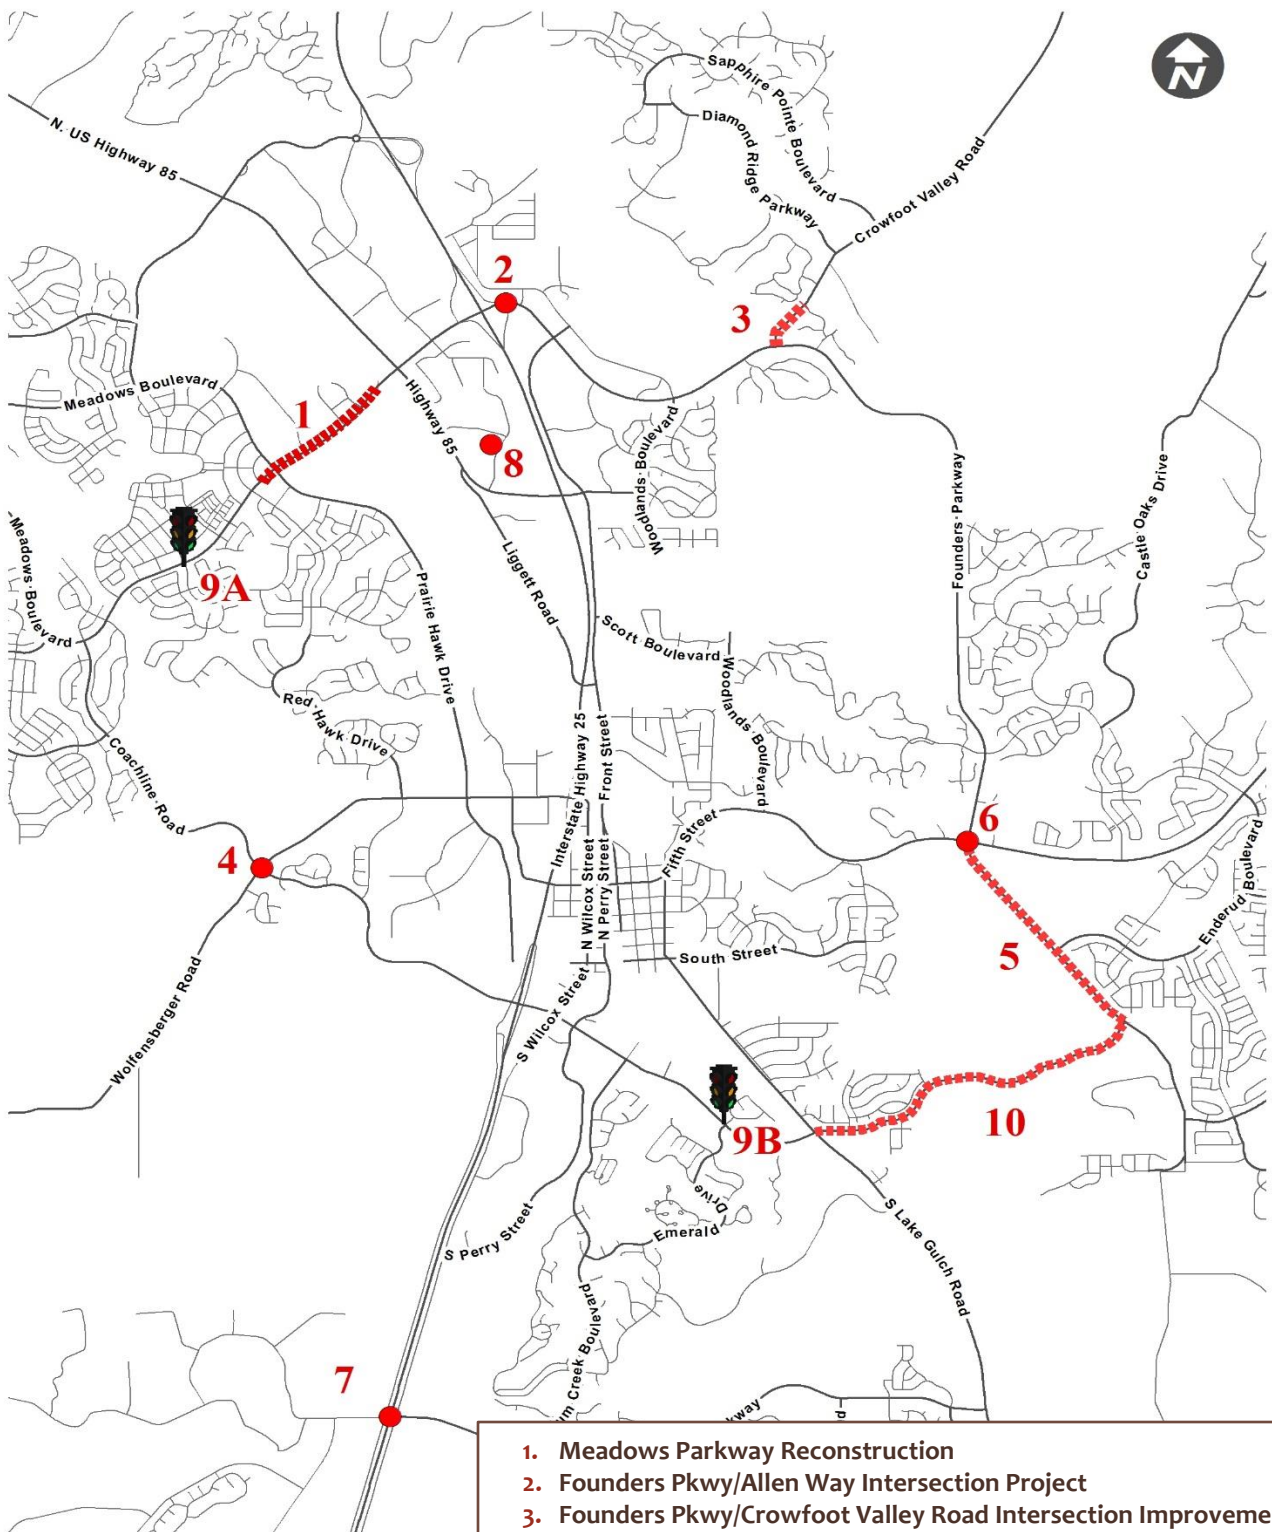 N
Sapphire Pointe Boulevard
Diamond Ridge Parkway
Crowfoot Valley Road
N. US Highway 85
2
3
Meadows Boulevard
1
Highway 85
8
Woodlands Boulevard
Founders Parkway
Castle Oaks Drive
Meadows Boulevard
9A
Liggett Road
Prairie Hawk Drive
Scott Boulevard
Woodlands Boulevard
Red Hawk Drive
Coachline Road
Interstate Highway 25
Front Street
N Wilcox Street
N Perry Street
Fifth Street
6
4
Enderud Boulevard
5
South Street
Wolfensberger Road
S Wilcox Street
9B
10
Emerald Drive
S Perry Street
S Lake Gulch Road
um Creek Boulevard
7
kway
1. Meadows Parkway Reconstruction
2. Founders Pkwy/Allen Way Intersection Project
3. Founders Pkwy/Crowfoot Valley Road Intersection Improveme